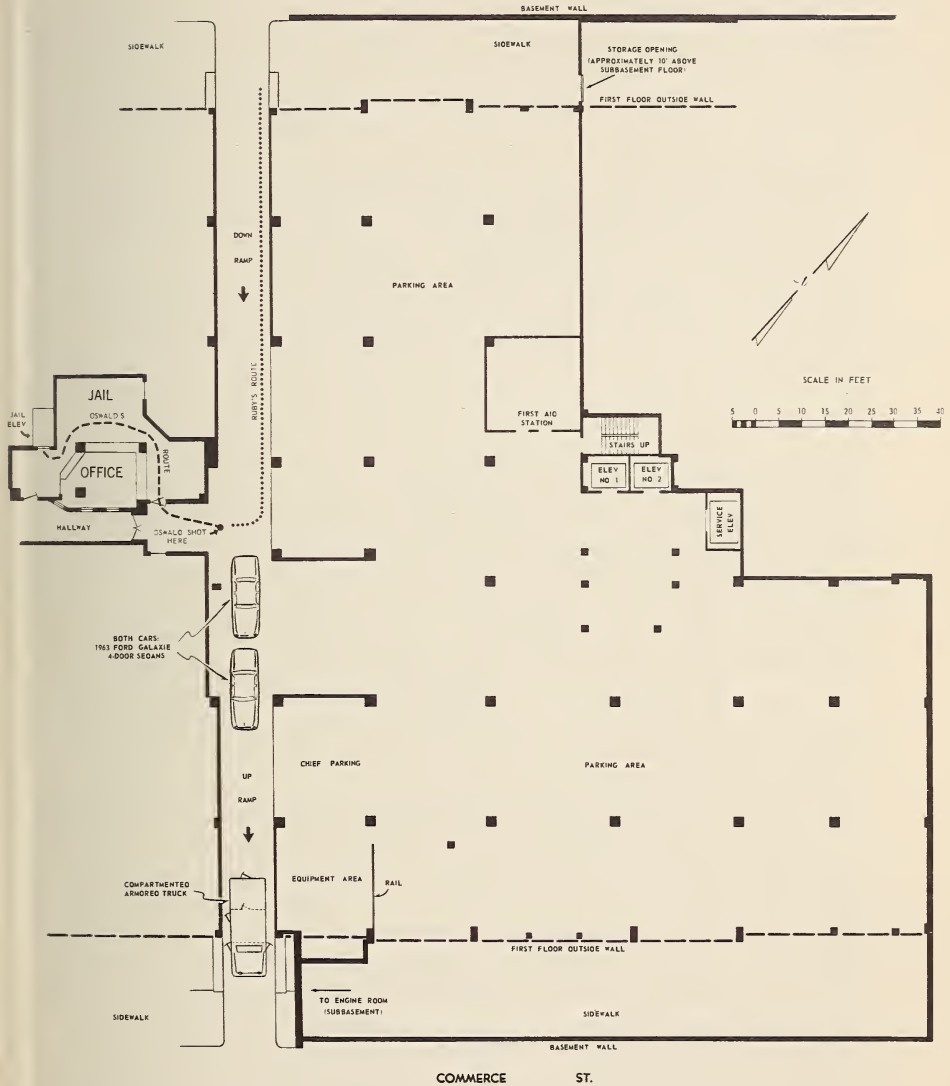 BASEMENT WALL
SIDEWALK
SIDEWALK
STORAGE OPENING
(APPROXIMATELY 10' ABOVE
SUBBASEMENT FLOOR)
FIRST FLOOR OUTSIDE WALL
DOWN
RAMP
PARKING AREA
RUBY'S ROUTE
SCALE IN FEET
5 0 5 10 15 20 25 30 35 40
JAIL
JAIL
ELEV
OSWALD'S
ROUTE
OFFICE
HALLWAY
OSWALD SHOT
HERE
FIRST AID
STATION
STAIRS UP
ELEV
NO 1
ELEV
NO 2
SERVICE
ELEV
BOTH CARS:
1963 FORD GALAXIE
4-DOOR SEDANS
CHIEF PARKING
PARKING AREA
UP
RAMP
COMPARTMENTED
ARMORED TRUCK
EQUIPMENT AREA
RAIL
FIRST FLOOR OUTSIDE WALL
TO ENGINE ROOM
(SUBBASEMENT)
SIDEWALK
SIDEWALK
BASEMENT WALL
COMMERCE ST.